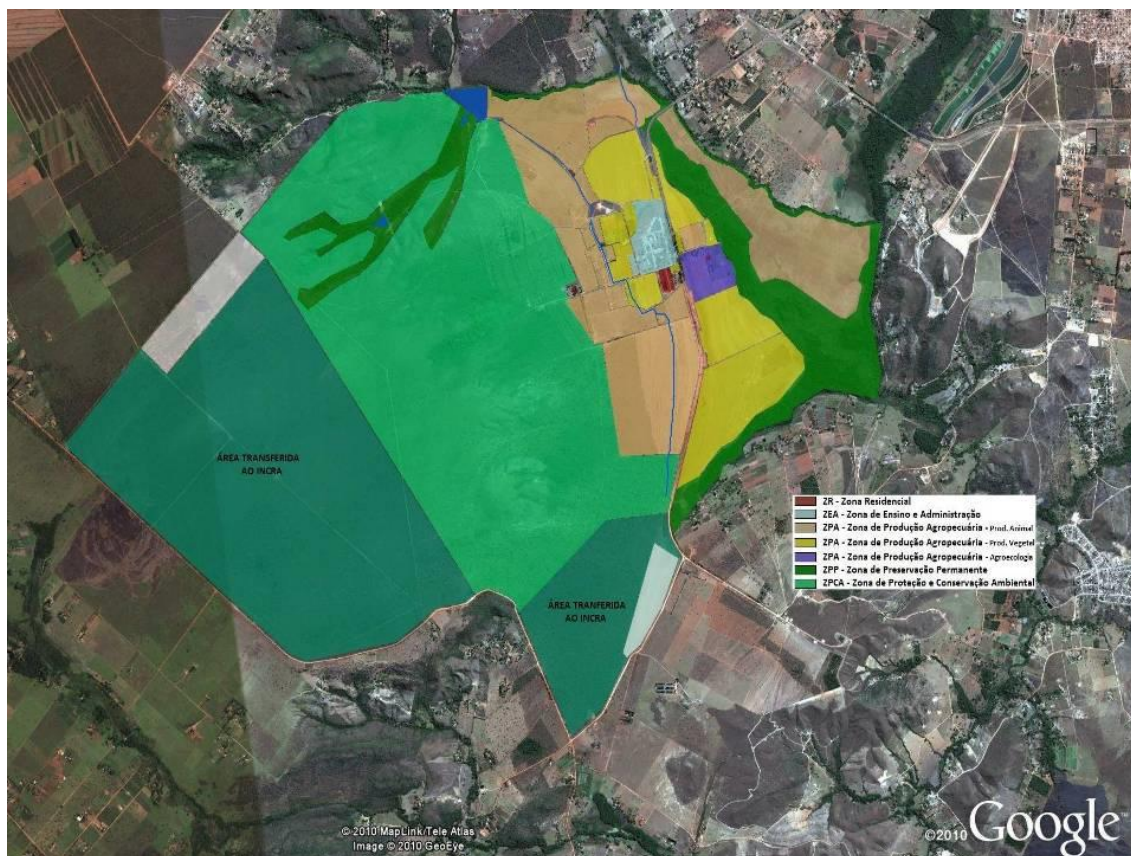 ÁREA TRANSFERIDA
AO INCRA
ZR - Zona Residencial
ZEA - Zona de Ensino e Administração
ZPA - Zona de Produção Agropecuária - Prod. Animal
ZPA - Zona de Produção Agropecuária - Prod. Vegetel
ZPA - Zona de Produção Agropecuária - Agroecologia
ZPP - Zona de Preservação Permanente
ZPCA - Zona de Proteção e Conservação Ambiental
ÁREA TRANFERIDA
AO INCRA
© 2010 MapLink/Tele Atlas
Image © 2010 GeoEye
©2010 Google